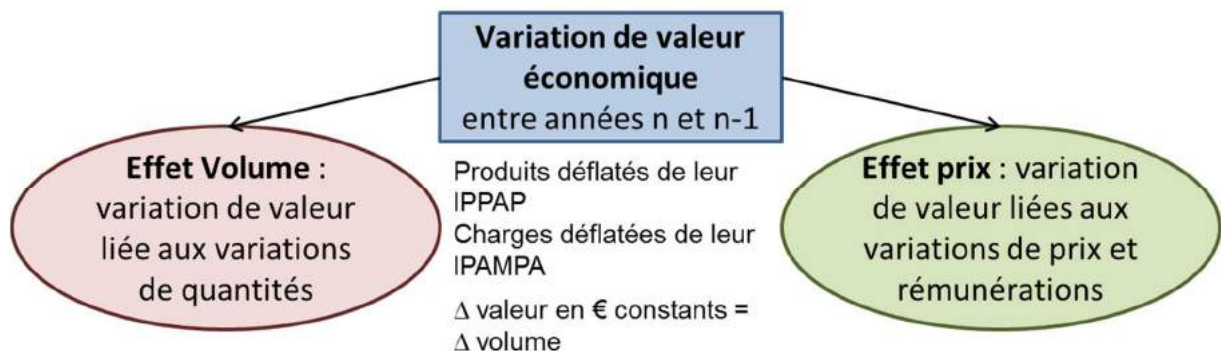 Variation de valeur
économique
entre années n et n-1
Effet Volume :
variation de valeur
liée aux variations
de quantités
Produits déflatés de leur
IPPAP
Charges déflatées de leur
IPAMPA
∆ valeur en € constants =
∆ volume
Effet prix : variation
de valeur liées aux
variations de prix et
rémunérations